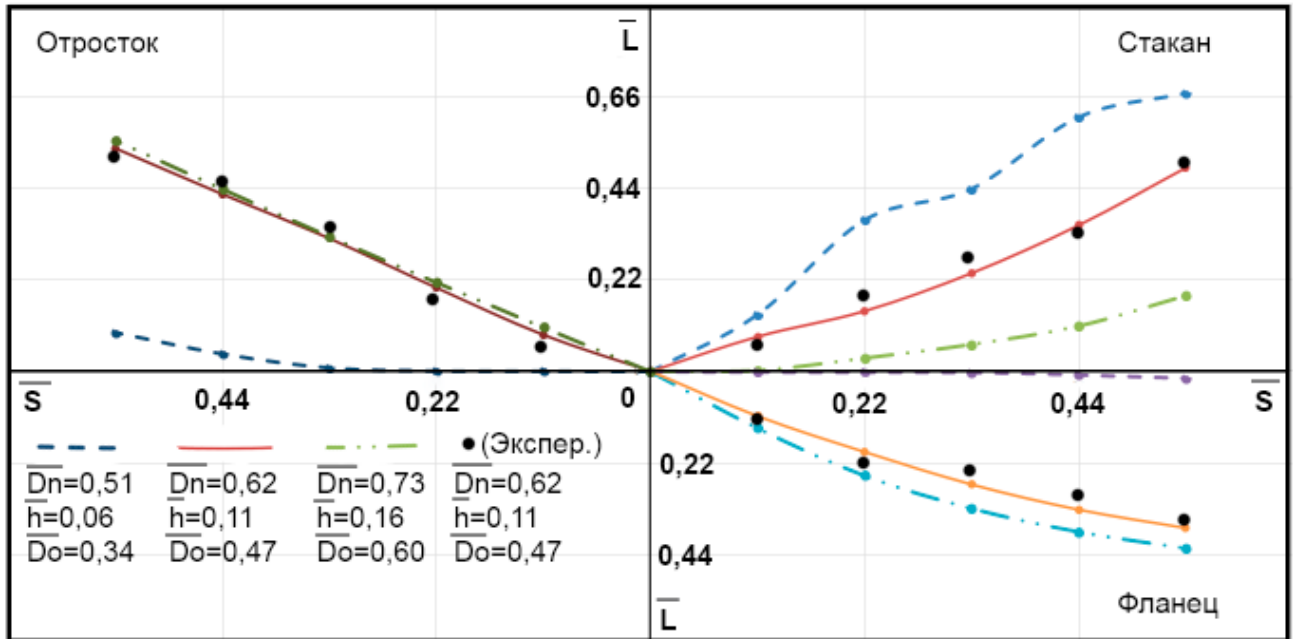 Отросток
L
Стакан
0,66
0,44
0,22
S
0,44
0,22
0
0,22
0,44
S
(Экспер.)
Dn=0,51 Dn=0,62 Dn=0,73 Dn=0,62
h=0,06 h=0,11 h=0,16 h=0,11
Do=0,34 Do=0,47 Do=0,60 Do=0,47
0,22
0,44
L
Фланец